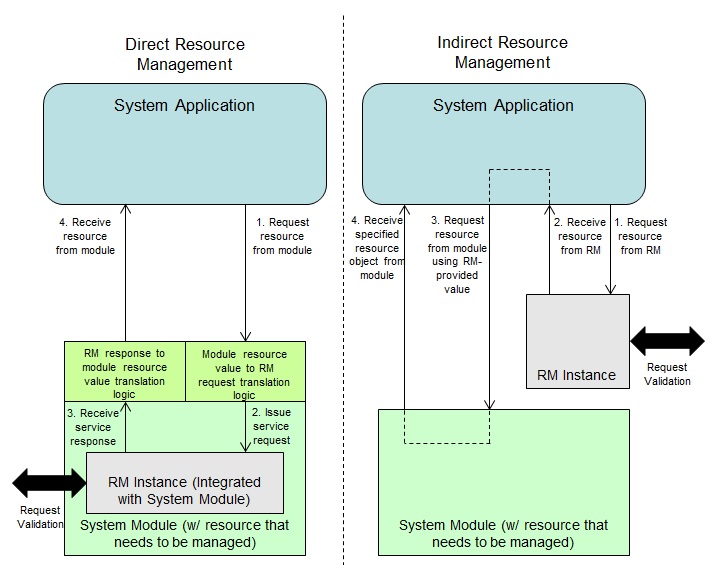 Direct Resource
Management
System Application
4. Receive
resource
from module
1. Request
resource
from module
RM response to
module resource
value translation
logic
Module resource
value to RM
request translation
logic
3. Receive
service
response
2. Issue
service
request
RM Instance (Integrated
with System Module)
Request
Validation
System Module (w/ resource that
needs to be managed)
Indirect Resource
Management
System Application
4. Receive
specified
resource
object from
module
3. Request
resource
from module
using RM-
provided
value
2. Receive
resource
from RM
1. Request
resource
from RM
RM Instance
Request
Validation
System Module (w/ resource that
needs to be managed)